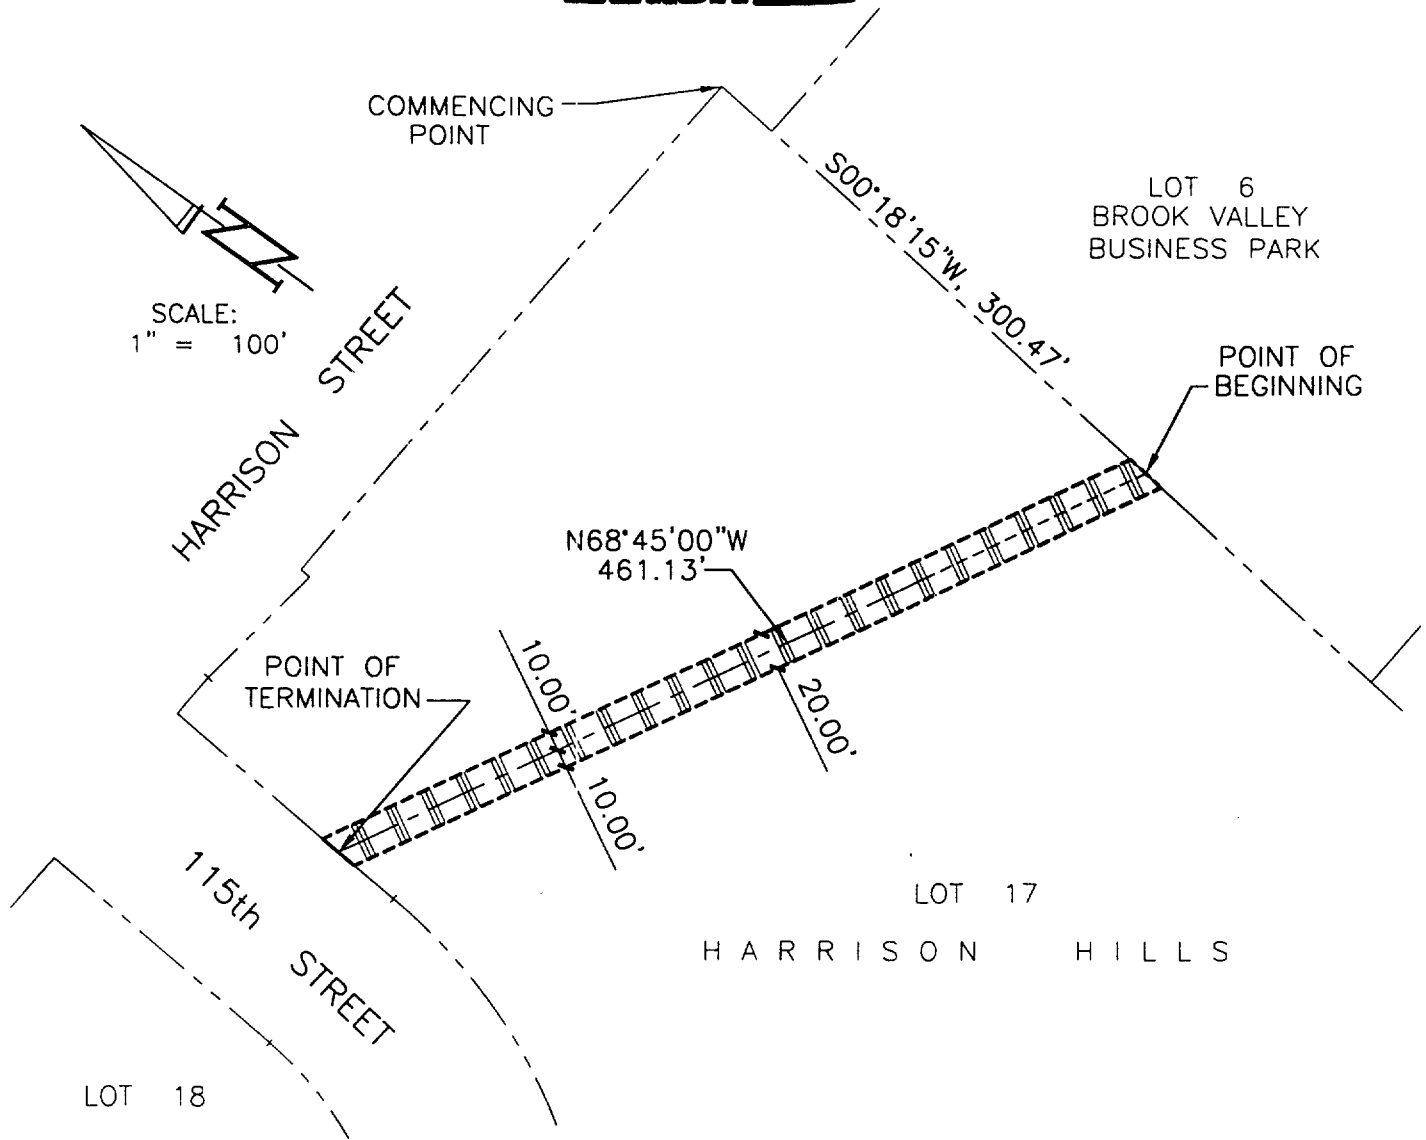 COMMENCING
POINT
S00°18'15"W, 300.47'
LOT 6
BROOK VALLEY
BUSINESS PARK
N
SCALE:
1" = 100'
HARRISON STREET
POINT OF
BEGINNING
N68°45'00"W
461.13'
POINT OF
TERMINATION
10.00'
20.00'
10.00'
115th STREET
LOT 17
HARRISON HILLS
LOT 18